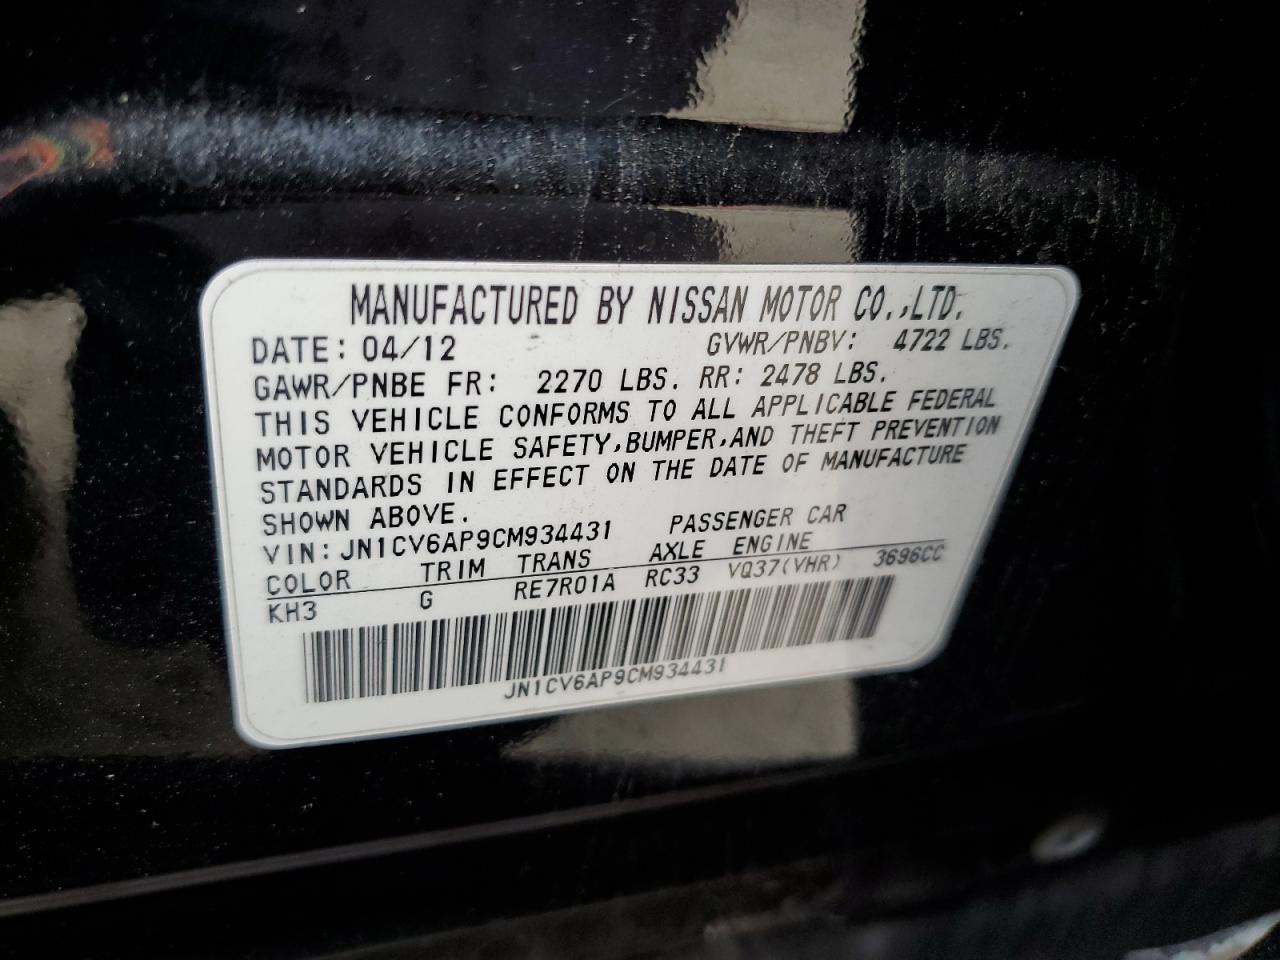 MANUFACTURED BY NISSAN MOTOR CO.,LTD.
DATE: 04/12 GVWR/PNBV: 4722 LBS.
GAWR/PNBE FR: 2270 LBS. RR: 2478 LBS.
THIS VEHICLE CONFORMS TO ALL APPLICABLE FEDERAL
MOTOR VEHICLE SAFETY,BUMPER,AND THEFT PREVENTION
STANDARDS IN EFFECT ON THE DATE OF MANUFACTURE
SHOWN ABOVE.
VIN: JN1CV6AP9CM934431 PASSENGER CAR
COLOR TRIM TRANS AXLE ENGINE
KH3 G RE7R01A RC33 VQ37(VHR) 3696CC
JN1CV6AP9CM934431